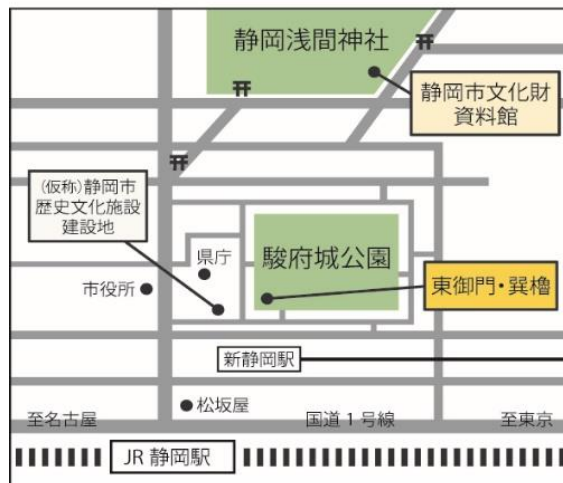 静岡浅間神社
静岡市文化財
資料館
(仮称)静岡市
歴史文化施設
建設地
県庁
駿府城公園
市役所
東御門・巽櫓
新静岡駅
松坂屋
至名古屋
国道1号線
至東京
JR 静岡駅